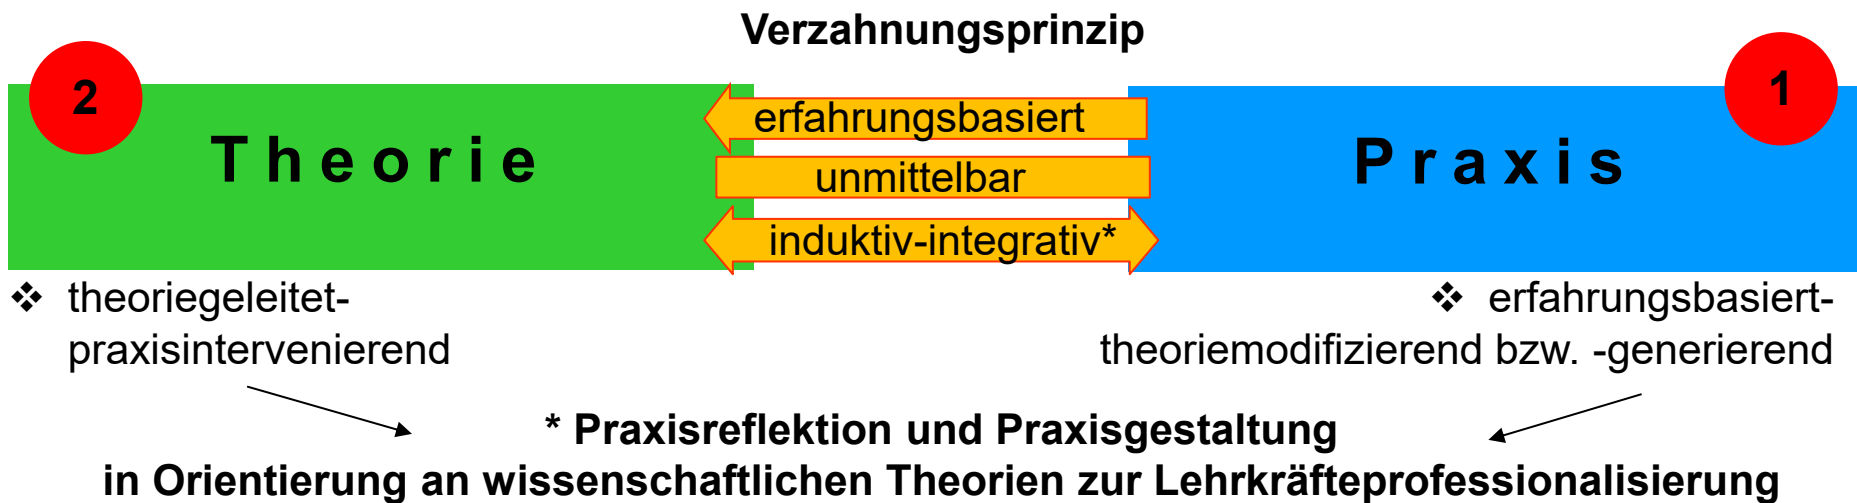 Verzahnungsprinzip
2
1
Theorie
erfahrungsbasiert
unmittelbar
induktiv-integrativ*
Praxis
❖ theoriegeleitet-
praxisintervenierend
❖ erfahrungsbasiert-
theoriemodifizierend bzw. -generierend
* Praxisreflektion und Praxisgestaltung
in Orientierung an wissenschaftlichen Theorien zur Lehrkräfteprofessionalisierung